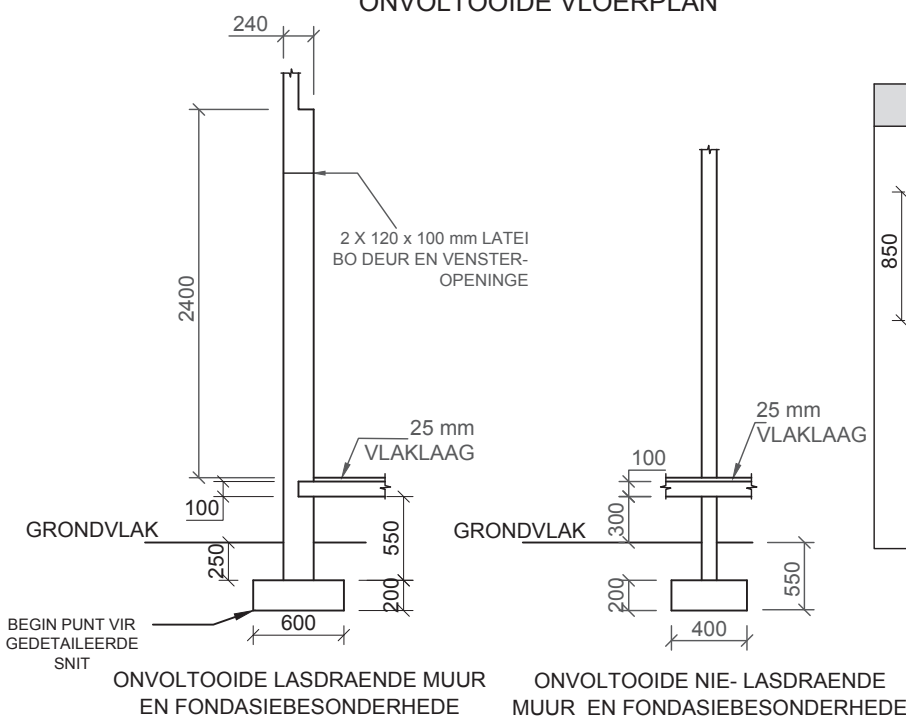 ONVOLTOOIDE VLOERPLAN
240
2400
2 X 120 x 100 mm LATEI
BO DEUR EN VENSTER-
OPENINGE
25 mm
VLAKLAAG
100
GRONDVLAK
250
550
200
600
BEGIN PUNT VIR
GEDETAILEERDE
SNIT
ONVOLTOOIDE LASDRAENDE MUUR
EN FONDASIEBESONDERHEDE
25 mm
VLAKLAAG
100
300
GRONDVLAK
200
550
400
ONVOLTOOIDE NIE- LASDRAENDE
MUUR EN FONDASIEBESONDERHEDE
850